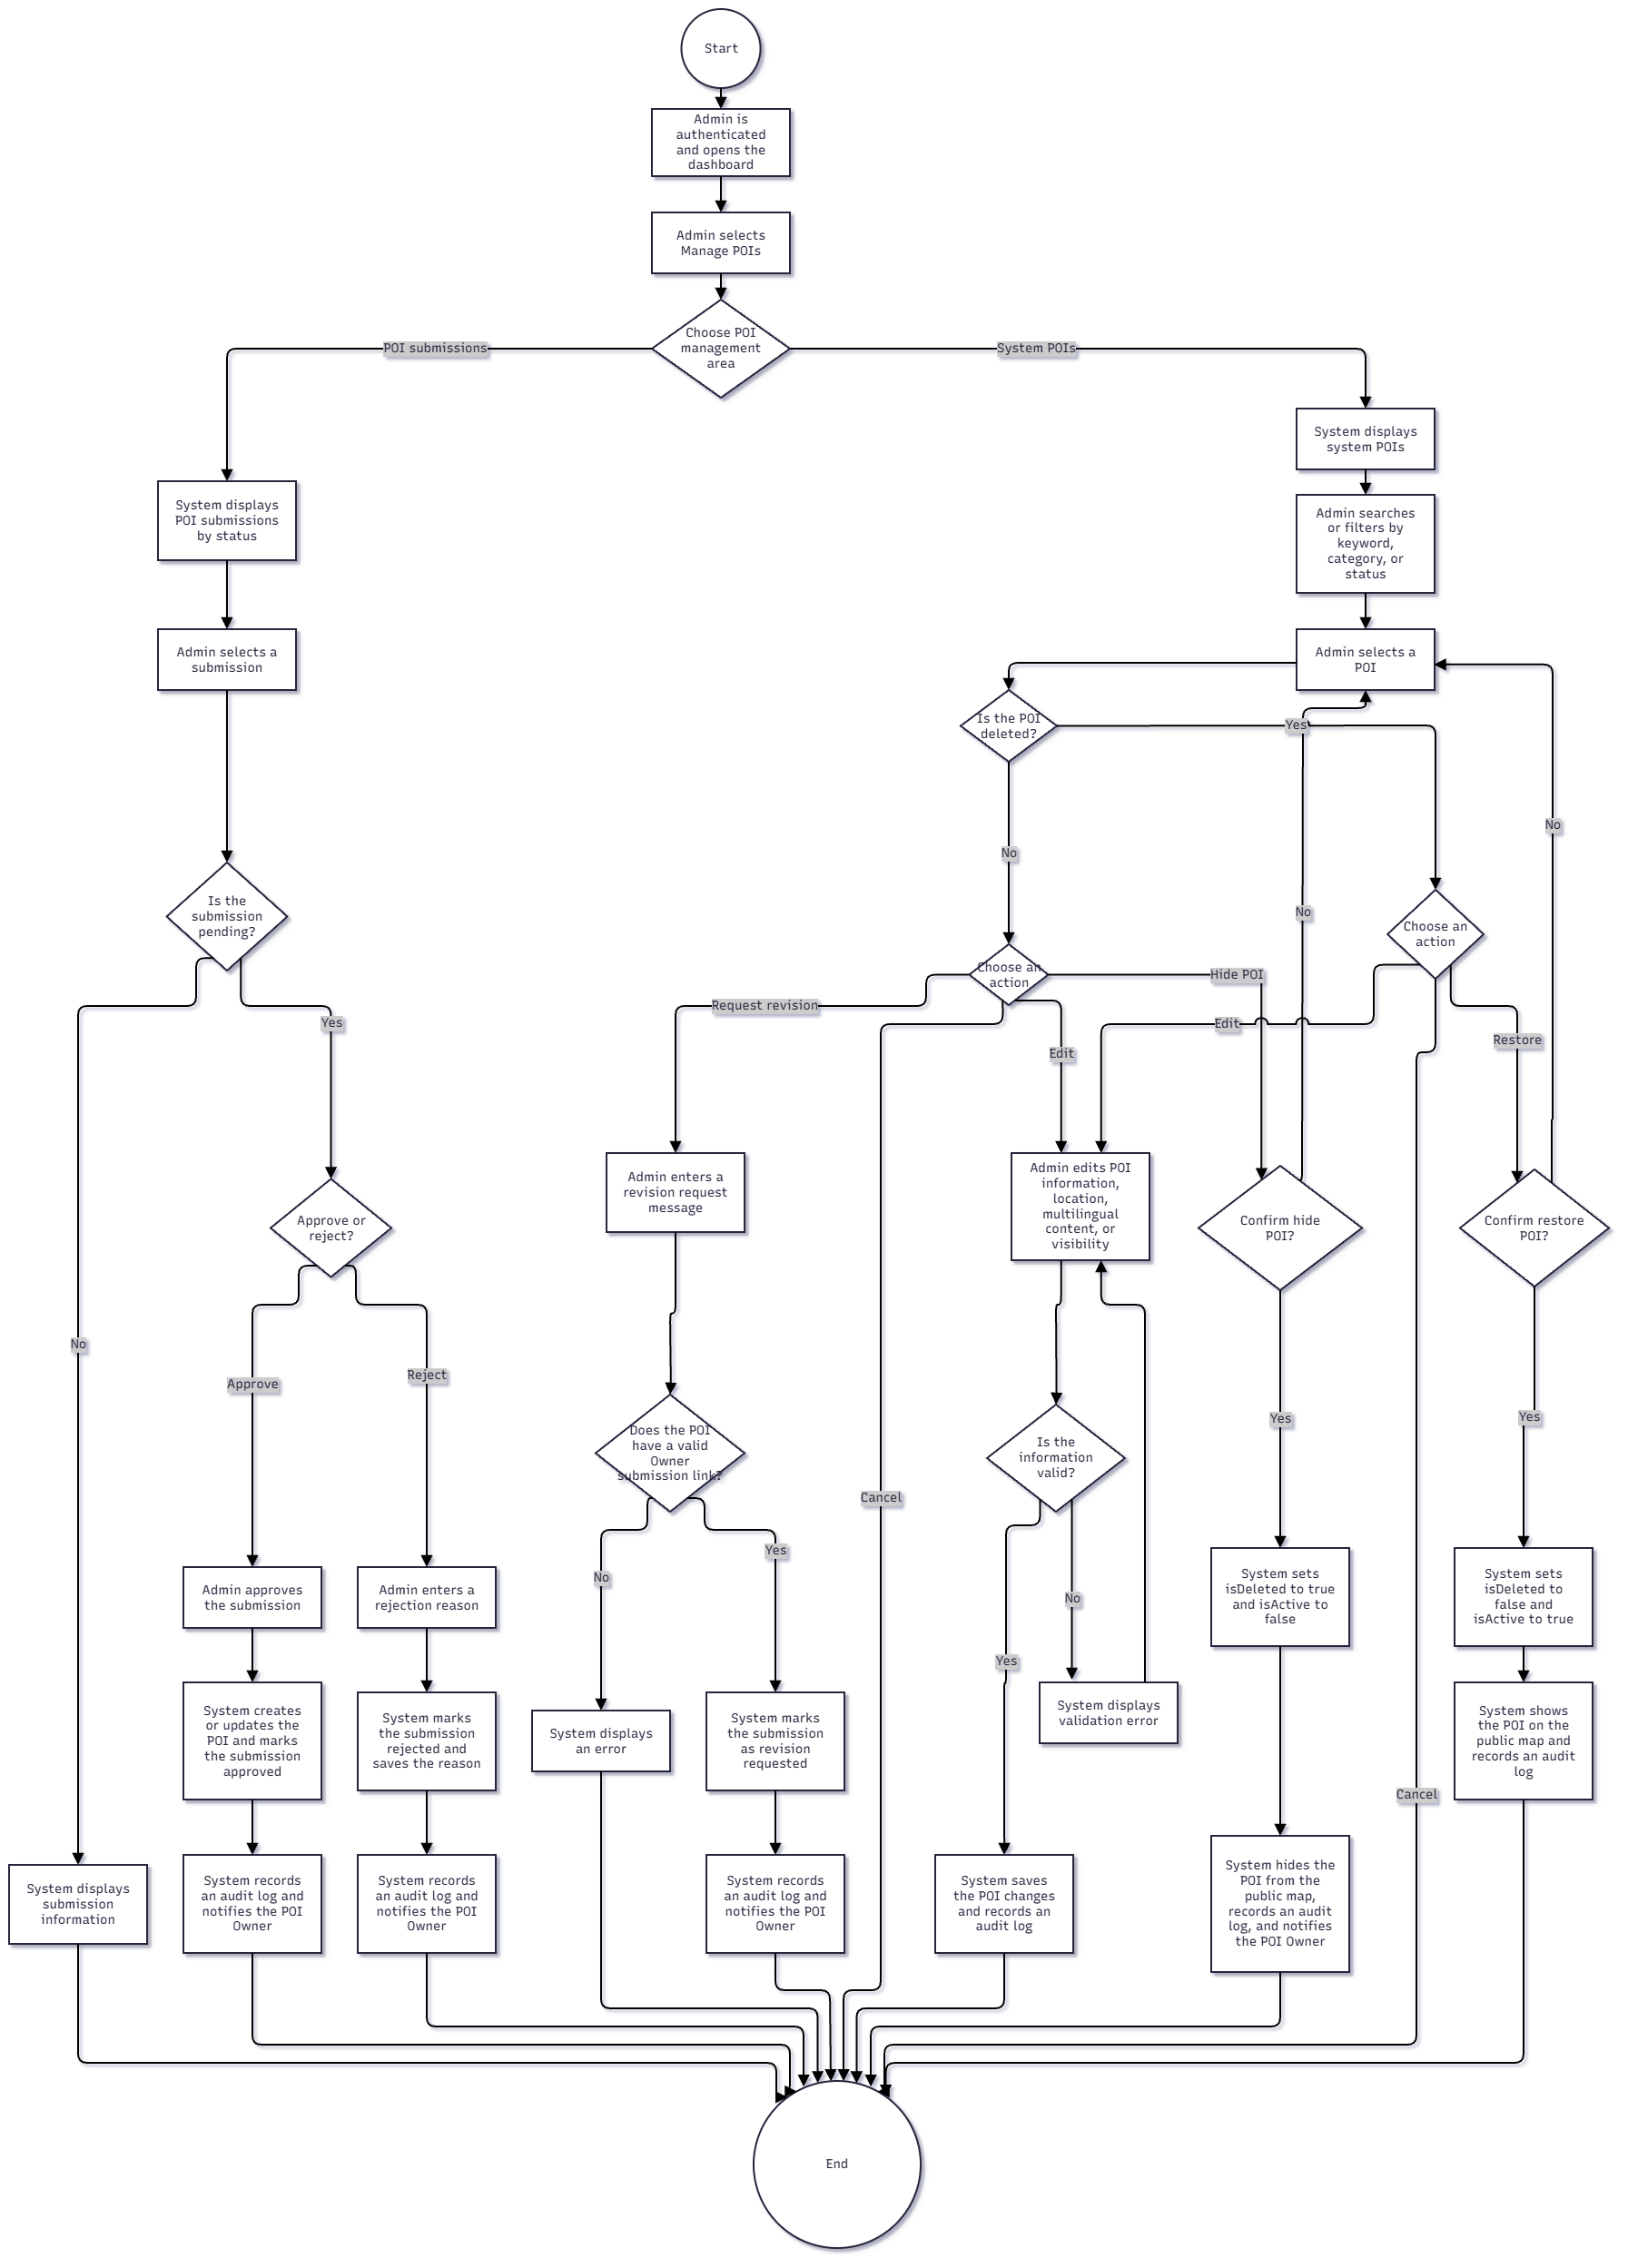 Start
Admin is
authenticated
and opens the
dashboard
Admin selects
Manage POIs
Choose POI
management
area
POI submissions
System POIs
System displays
system POIs
System displays
POI submissions
by status
Admin searches
or filters by
keyword,
category, or
status
Admin selects a
submission
Admin selects a
POI
Is the POI
deleted?
Yes
No
No
Is the
submission
pending?
No
Choose an
action
Choose an
action
Hide POI
Request revision
Yes
Edit
Edit
Restore
Admin enters a
revision request
message
Admin edits POI
information,
location,
multilingual
content, or
visibility
Approve or
reject?
Confirm hide
POI?
Confirm restore
POI?
No
Approve
Reject
Yes
Yes
Does the POI
have a valid
Owner
submission link?
Is the
information
valid?
Cancel
Yes
No
No
Admin approves
the submission
Admin enters a
rejection reason
System sets
isDeleted to true
and isActive to
false
System sets
isDeleted to
false and
isActive to true
Yes
System creates
or updates the
POI and marks
the submission
approved
System marks
the submission
rejected and
saves the reason
System displays
an error
System marks
the submission
as revision
requested
System displays
validation error
System shows
the POI on the
public map and
records an audit
log
Cancel
System displays
submission
information
System records
an audit log and
notifies the POI
Owner
System records
an audit log and
notifies the POI
Owner
System records
an audit log and
notifies the POI
Owner
System saves
the POI changes
and records an
audit log
System hides the
POI from the
public map,
records an audit
log, and notifies
the POI Owner
End